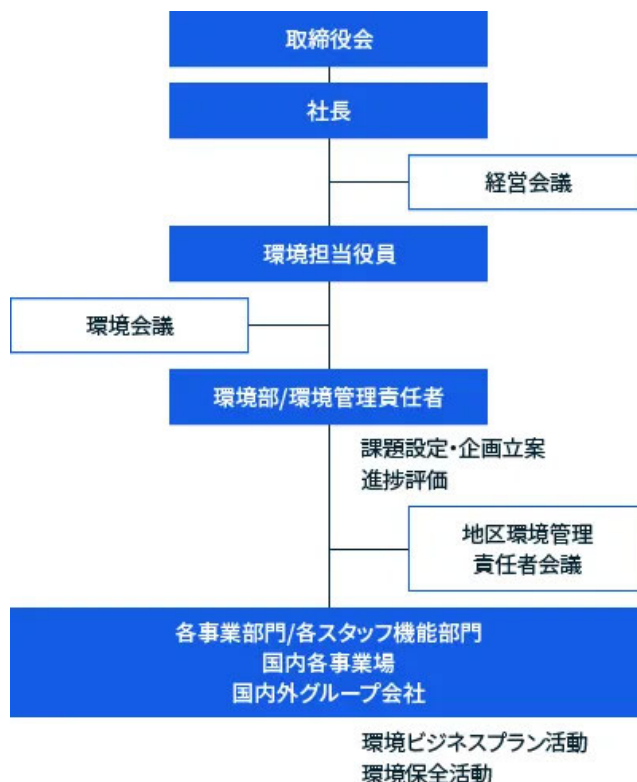 取締役会
社長
経営会議
環境担当役員
環境会議
環境部/環境管理責任者
課題設定・企画立案
進捗評価
地区環境管理
責任者会議
各事業部門/各スタッフ機能部門
国内各事業場
国内外グループ会社
環境ビジネスプラン活動
環境保全活動